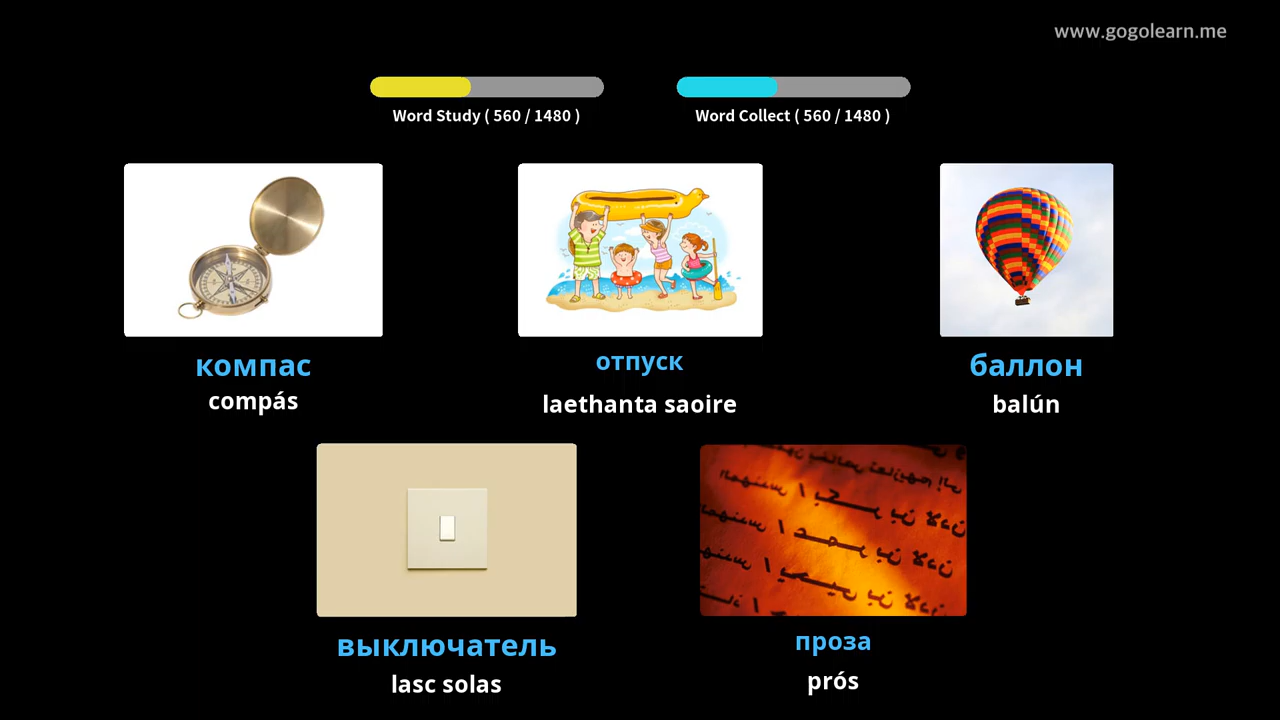 www.gogolearn.me
Word Study ( 560 / 1480 )
Word Collect ( 560 / 1480 )
компас
compás
отпуск
laethanta saoire
баллон
balún
выключатель
lasc solas
проза
prós